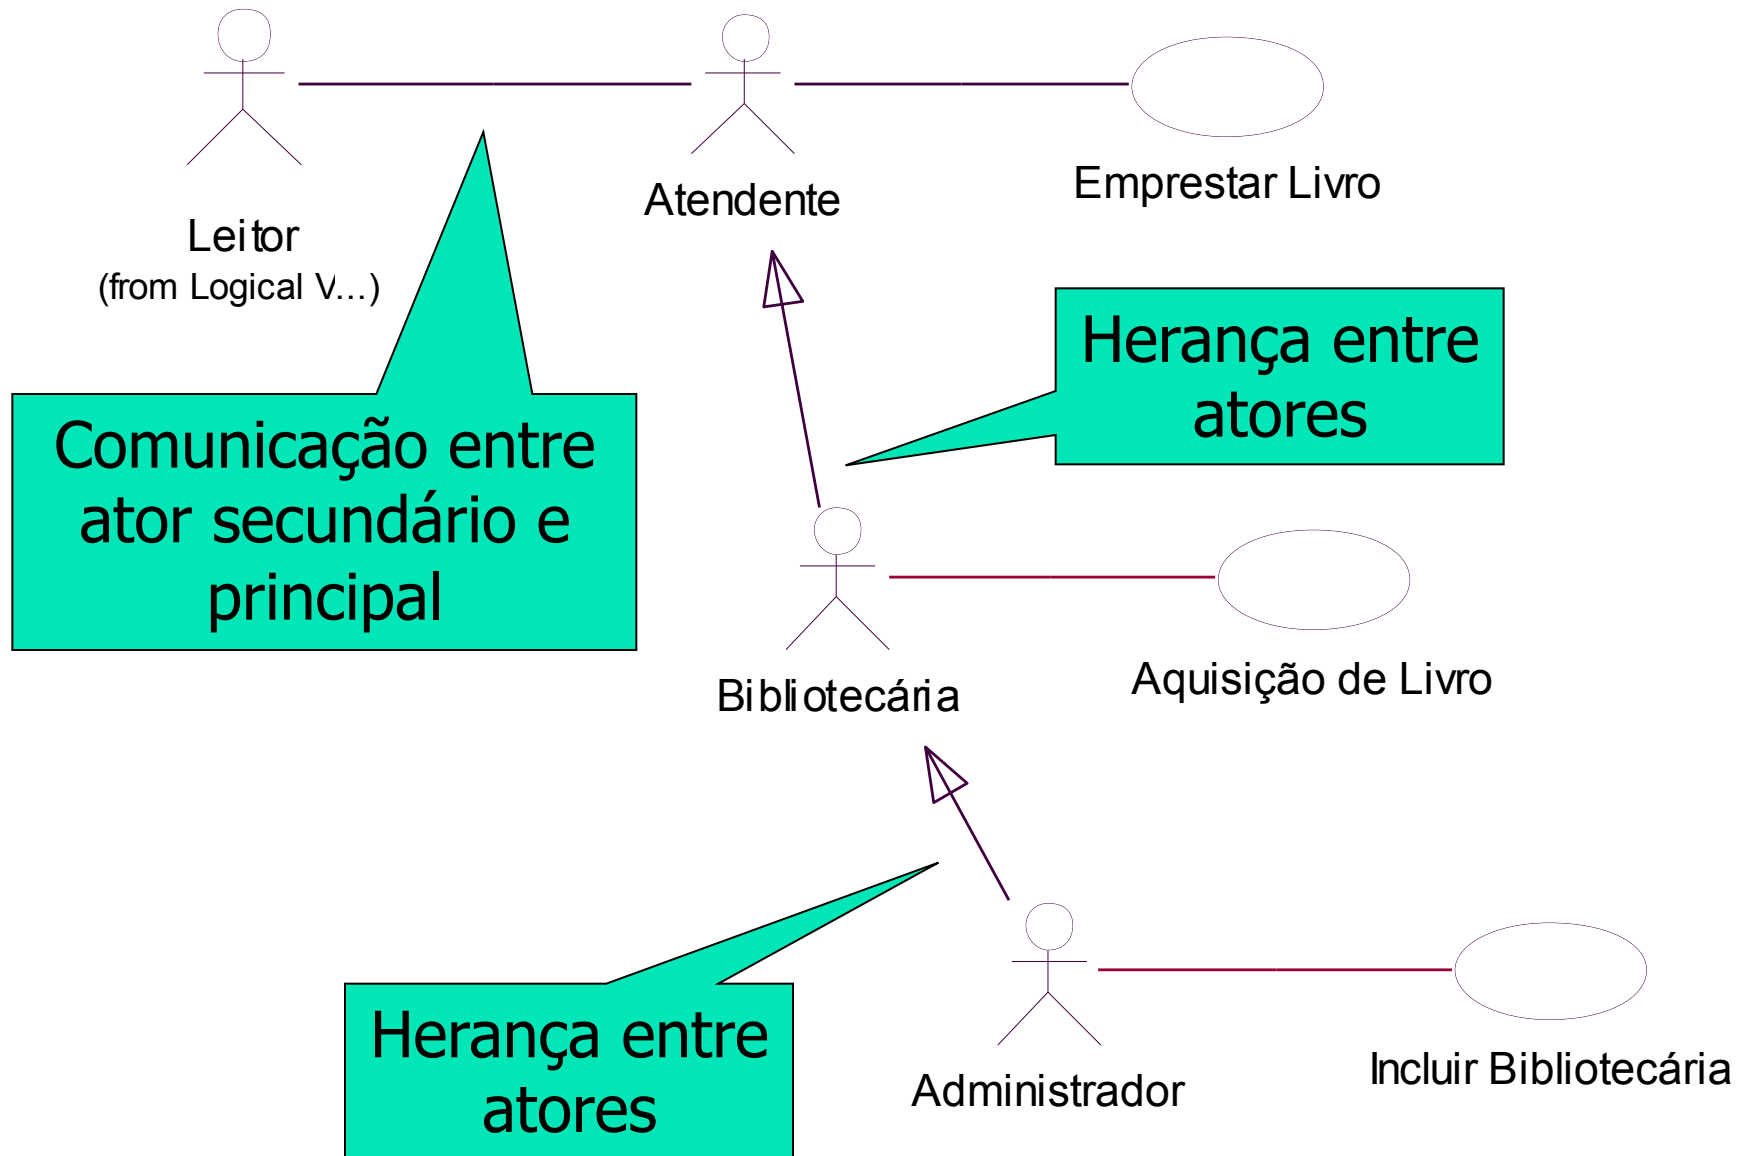 Atendente
Emprestar Livro
Leitor
(from Logical V...)
Herança entre
atores
Comunicação entre
ator secundário e
principal
Bibliotecária
Aquisição de Livro
Herança entre
atores
Administrador
Incluir Bibliotecária